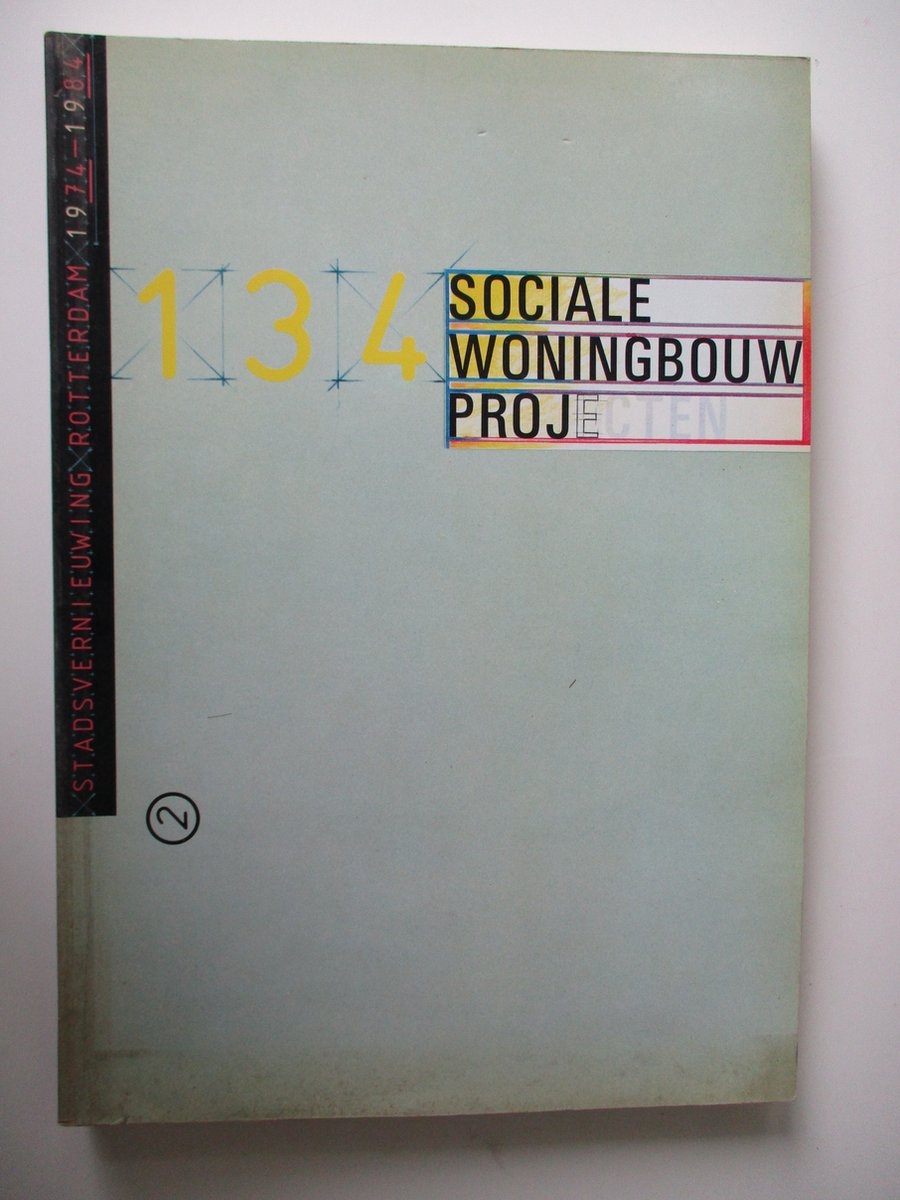 STADSVERNIEUWING ROTTERDAM 1974-1984
134
SOCIALE
WONINGBOUW
PROJECTEN
2